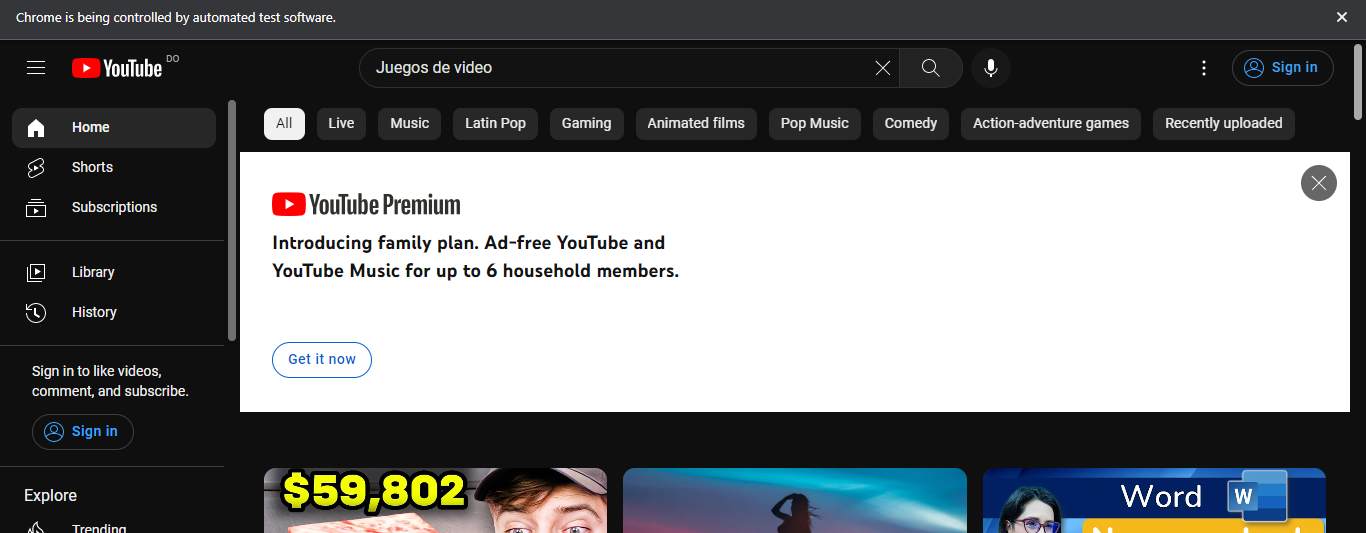 Chrome is being controlled by automated test software.
YouTube DO
Juegos de video
Sign in
Home
Shorts
Subscriptions
Library
History
Sign in to like videos,
comment, and subscribe.
Sign in
Explore
Trending
All
Live
Music
Latin Pop
Gaming
Animated films
Pop Music
Comedy
Action-adventure games
Recently uploaded
YouTube Premium
Introducing family plan. Ad-free YouTube and
YouTube Music for up to 6 household members.
Get it now
$59,802
Word
W